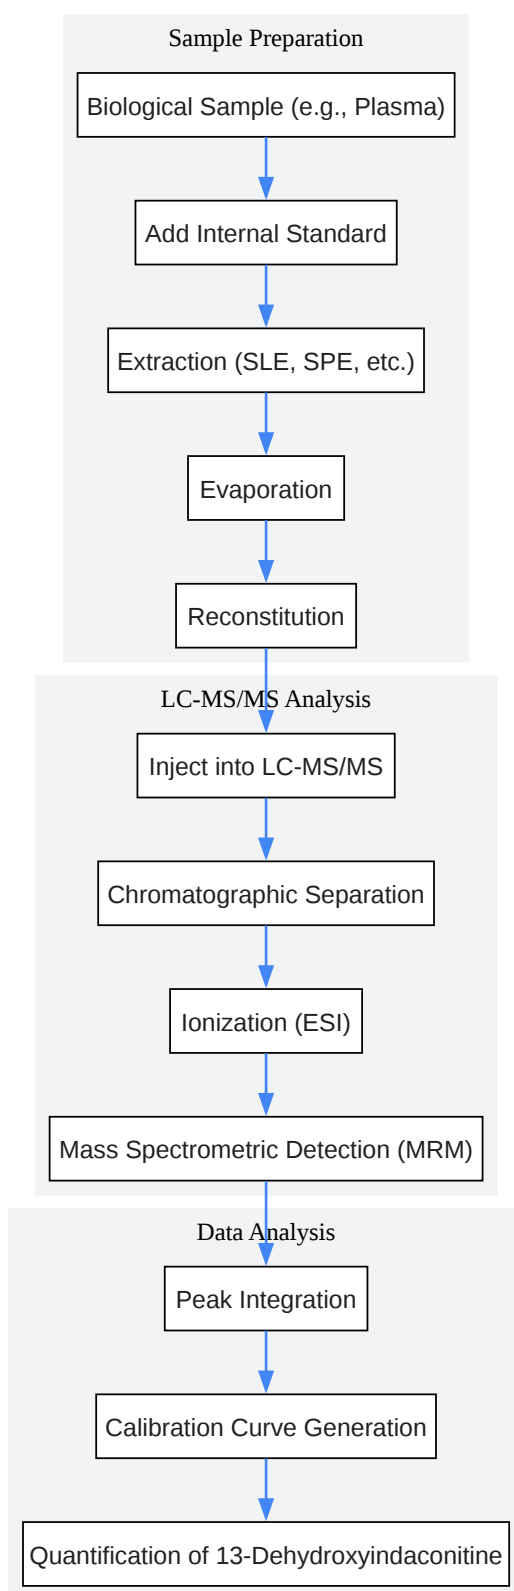 Sample Preparation
Biological Sample (e.g., Plasma)
Add Internal Standard
Extraction (SLE, SPE, etc.)
Evaporation
Reconstitution
LC-MS/MS Analysis
Inject into LC-MS/MS
Chromatographic Separation
Ionization (ESI)
Mass Spectrometric Detection (MRM)
Data Analysis
Peak Integration
Calibration Curve Generation
Quantification of 13-Dehydroxyindaconitine